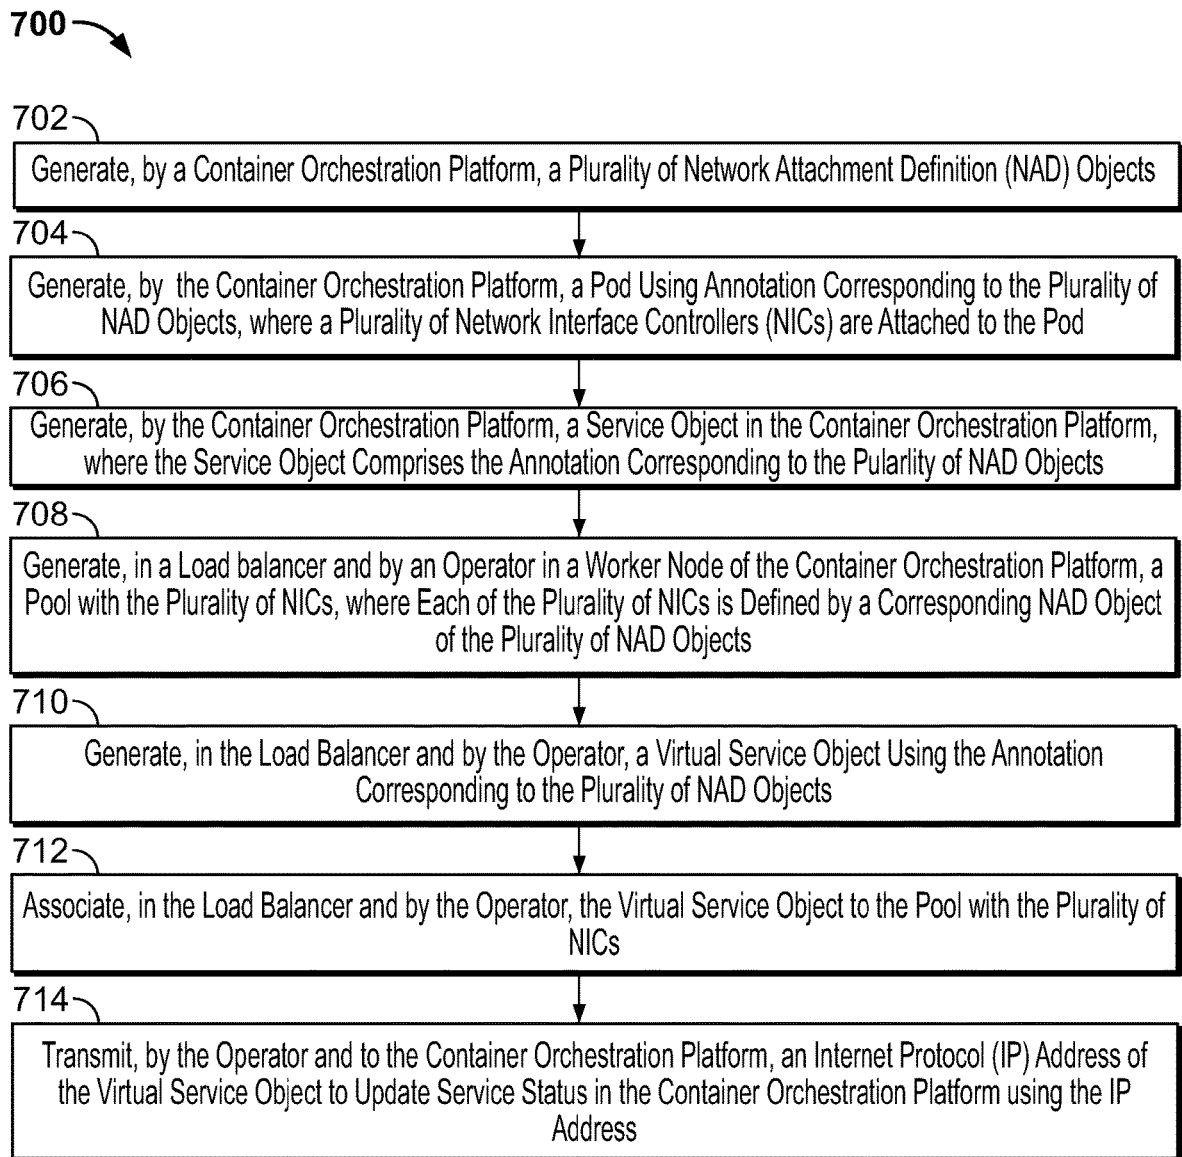 700
702
Generate, by a Container Orchestration Platform, a Plurality of Network Attachment Definition (NAD) Objects
704
Generate, by the Container Orchestration Platform, a Pod Using Annotation Corresponding to the Plurality of
NAD Objects, where a Plurality of Network Interface Controllers (NICs) are Attached to the Pod
706
Generate, by the Container Orchestration Platform, a Service Object in the Container Orchestration Platform,
where the Service Object Comprises the Annotation Corresponding to the Pularlity of NAD Objects
708
Generate, in a Load balancer and by an Operator in a Worker Node of the Container Orchestration Platform, a
Pool with the Plurality of NICs, where Each of the Plurality of NICs is Defined by a Corresponding NAD Object
of the Plurality of NAD Objects
710
Generate, in the Load Balancer and by the Operator, a Virtual Service Object Using the Annotation
Corresponding to the Plurality of NAD Objects
712
Associate, in the Load Balancer and by the Operator, the Virtual Service Object to the Pool with the Plurality of
NICs
714
Transmit, by the Operator and to the Container Orchestration Platform, an Internet Protocol (IP) Address of
the Virtual Service Object to Update Service Status in the Container Orchestration Platform using the IP
Address